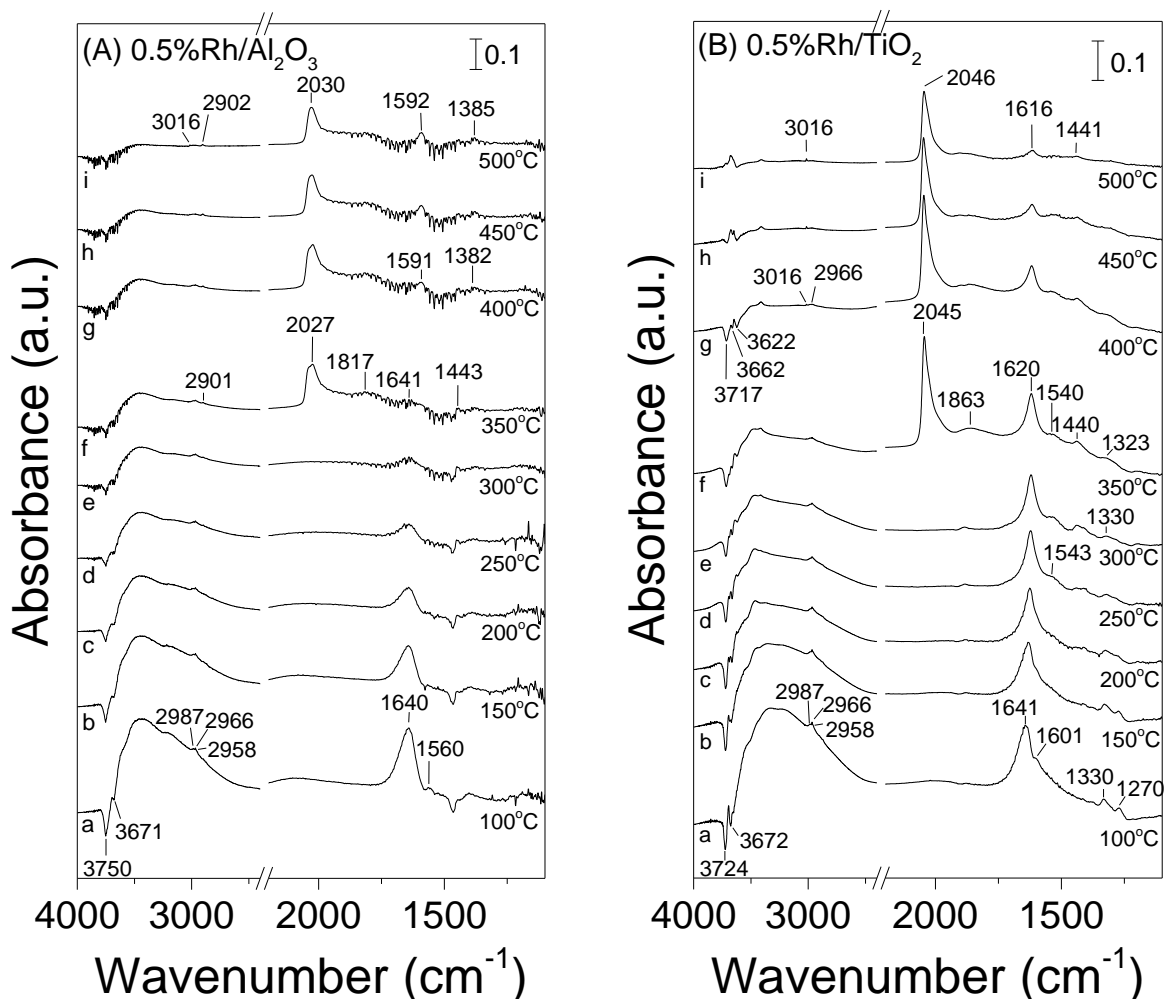 (A) 0.5%Rh/Al₂O₃
0.1
2030
2902
3016
1592
1385
500°C
i
450°C
h
1591
1382
400°C
g
2027
1817
1641
1443
2901
350°C
f
300°C
e
250°C
d
200°C
c
150°C
b
2987
2966
2958
1640
1560
100°C
a
3671
3750
4000 3000 2000 1500
Wavenumber (cm⁻¹)
Absorbance (a.u.)
(B) 0.5%Rh/TiO₂
0.1
2046
3016
1616
1441
500°C
i
450°C
h
3016
2966
400°C
g
3622
3662
3717
2045
1863
1620
1540
1440
1323
350°C
f
1330
300°C
e
1543
250°C
d
200°C
c
150°C
b
2987
2966
2958
1641
1601
1330
1270
100°C
a
3672
3724
4000 3000 2000 1500
Wavenumber (cm⁻¹)
Absorbance (a.u.)